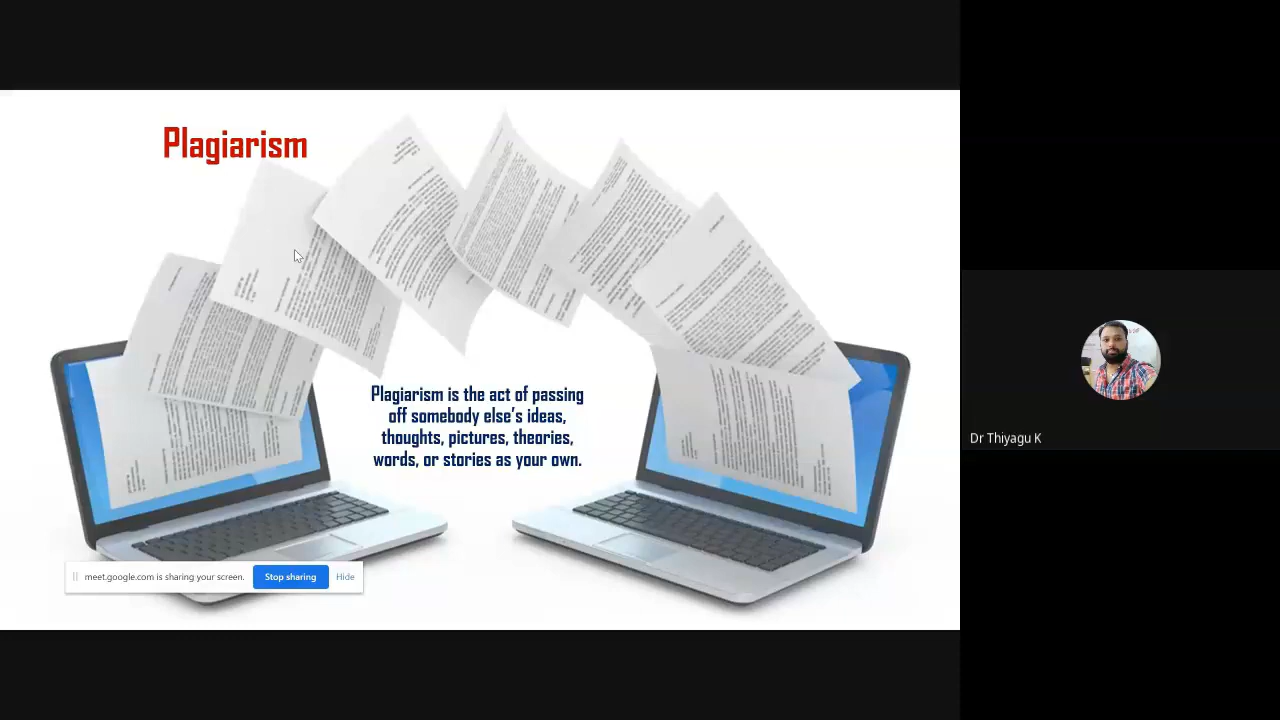 Plagiarism
Plagiarism is the act of passing
off somebody else's ideas,
thoughts, pictures, theories,
words, or stories as your own.
meet.google.com is sharing your screen.
Stop sharing
Hide
Dr Thiyagu K